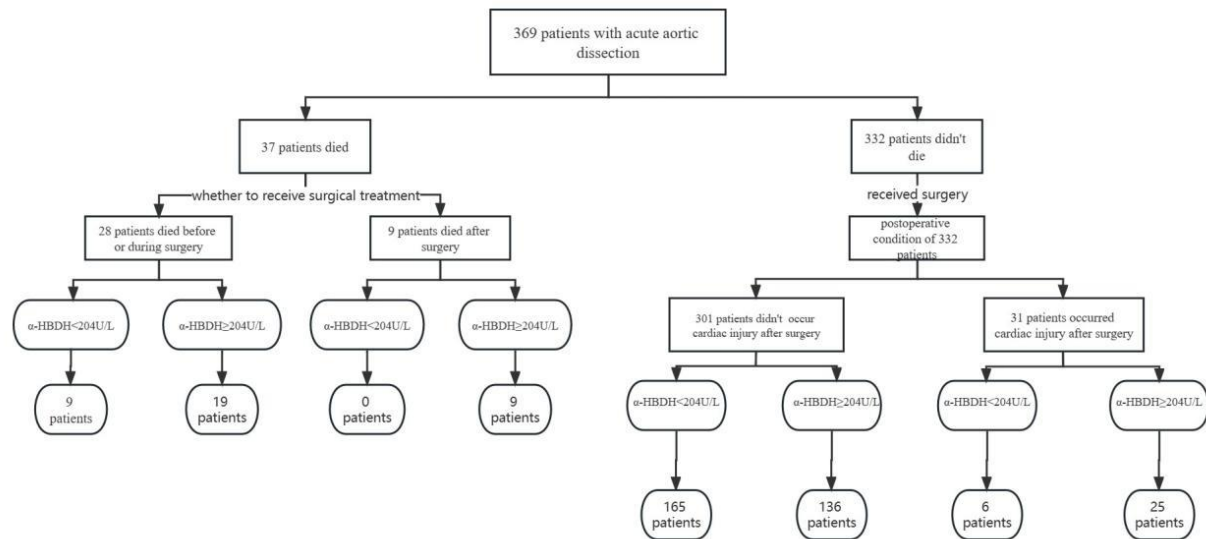 369 patients with acute aortic
dissection
37 patients died
332 patients didn't
die
whether to receive surgical treatment
received surgery
28 patients died before
or during surgery
9 patients died after
surgery
postoperative
condition of 332
patients
α-HBDH<204U/L
α-HBDH≥204U/L
α-HBDH<204U/L
α-HBDH≥204U/L
301 patients didn't occur
cardiac injury after surgery
31 patients occurred
cardiac injury after surgery
9
patients
19
patients
0
patients
9
patients
α-HBDH<204U/L
α-HBDH≥204U/L
α-HBDH<204U/L
α-HBDH≥204U/L
165
patients
136
patients
6
patients
25
patients